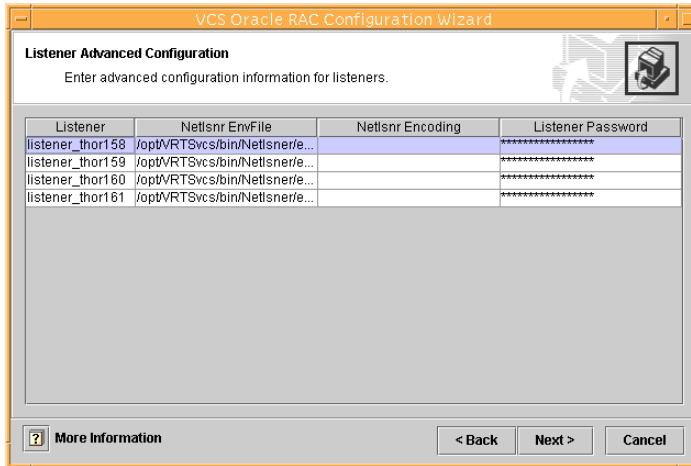 VCS Oracle RAC Configuration Wizard
Listener Advanced Configuration
Enter advanced configuration information for listeners.
Listener Netlsnr EnvFile Netlsnr Encoding Listener Password
listener_thor158 /opt/VRTSvcs/bin/Netlsner/e... *****************
listener_thor159 /opt/VRTSvcs/bin/Netlsner/e... *****************
listener_thor160 /opt/VRTSvcs/bin/Netlsner/e... *****************
listener_thor161 /opt/VRTSvcs/bin/Netlsner/e... *****************
? More Information < Back Next > Cancel